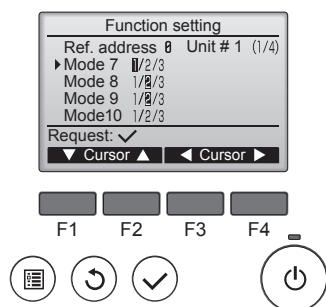 Function setting
Ref. address 0 Unit # 1 (1/4)
Mode 7 1/2/3
Mode 8 1/2/3
Mode 9 1/2/3
Mode10 1/2/3
Request: ✓
▼ Cursor ▲ ◀ Cursor ▶
F1 F2 F3 F4